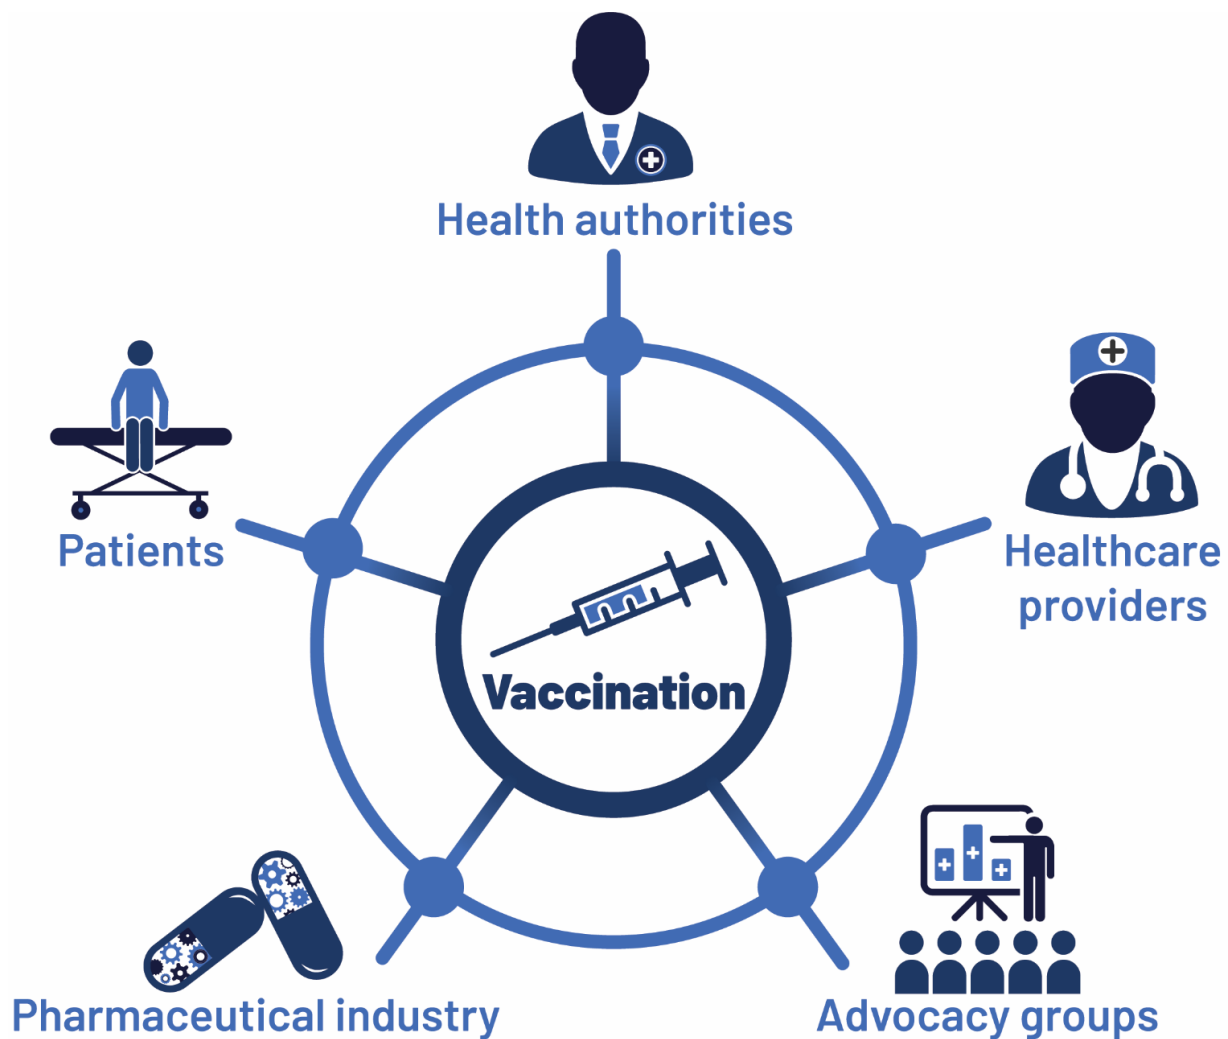 Health authorities
Patients
Healthcare
providers
Vaccination
Pharmaceutical industry
Advocacy groups